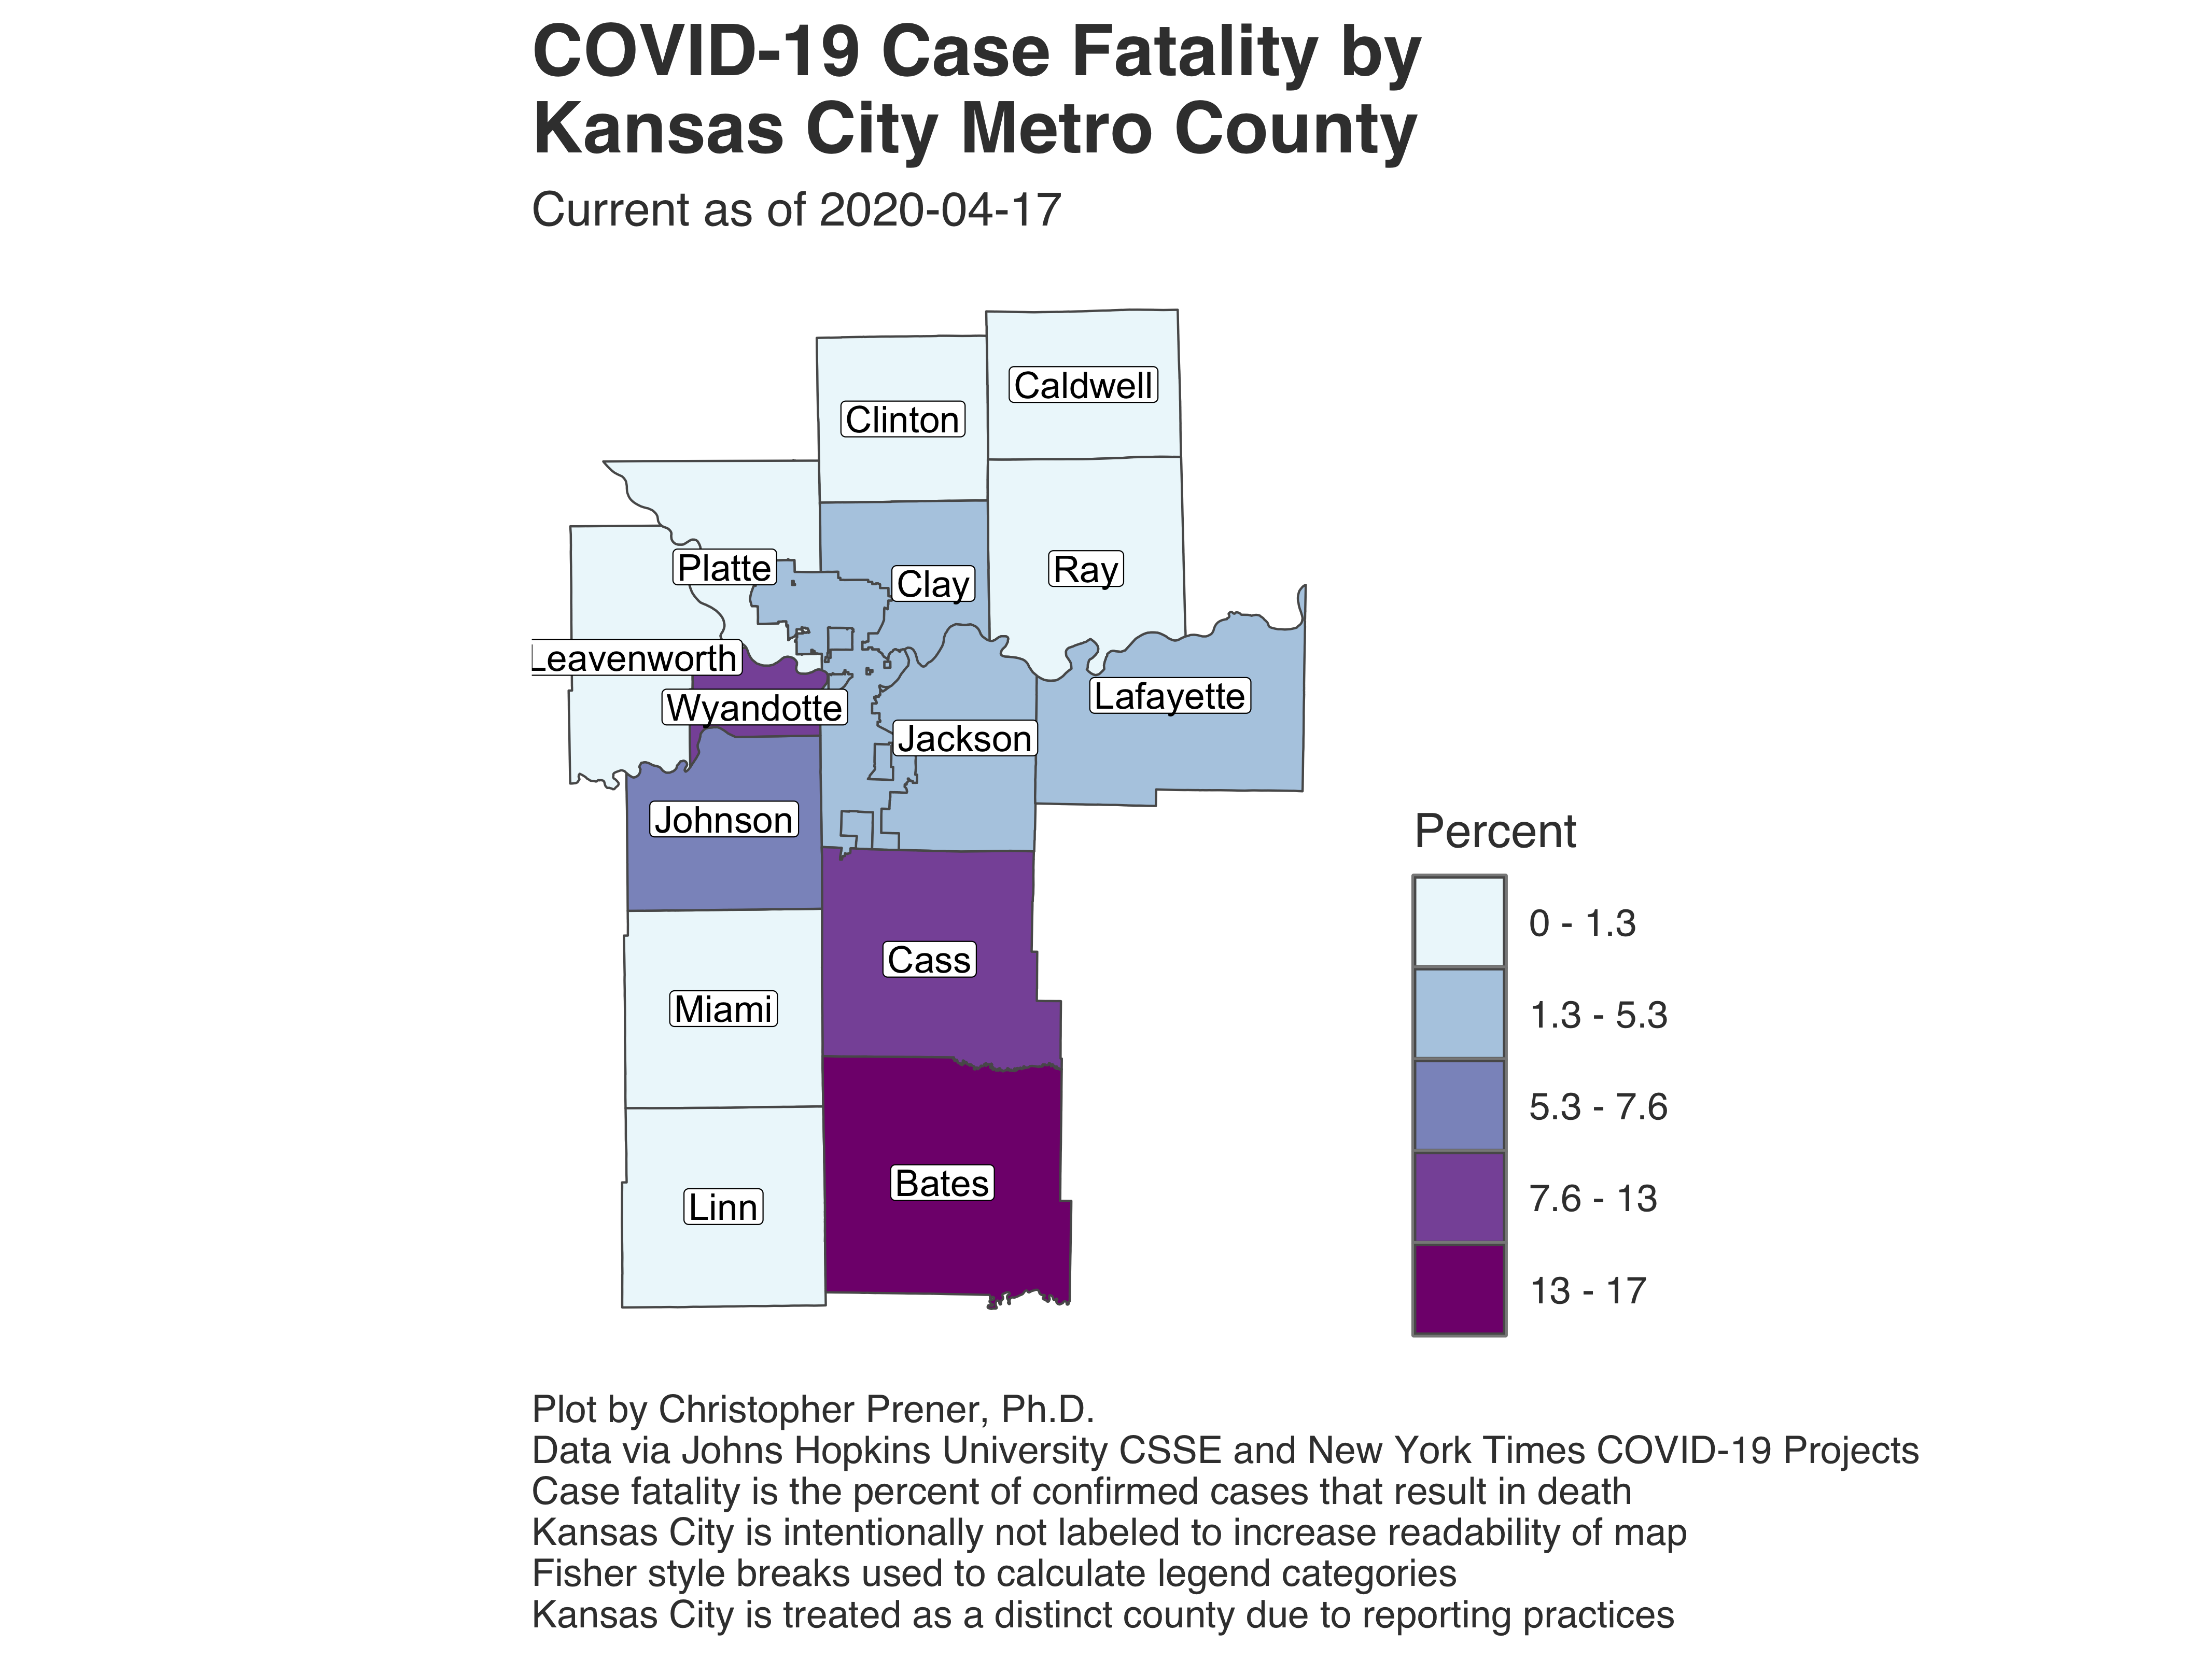 COVID-19 Case Fatality by
Kansas City Metro County
Current as of 2020-04-17
Caldwell
Clinton
Platte
Clay
Ray
Leavenworth
Wyandotte
Lafayette
Jackson
Johnson
Cass
Miami
Bates
Linn
Percent
0 - 1.3
1.3 - 5.3
5.3 - 7.6
7.6 - 13
13 - 17
Plot by Christopher Prener, Ph.D.
Data via Johns Hopkins University CSSE and New York Times COVID-19 Projects
Case fatality is the percent of confirmed cases that result in death
Kansas City is intentionally not labeled to increase readability of map
Fisher style breaks used to calculate legend categories
Kansas City is treated as a distinct county due to reporting practices